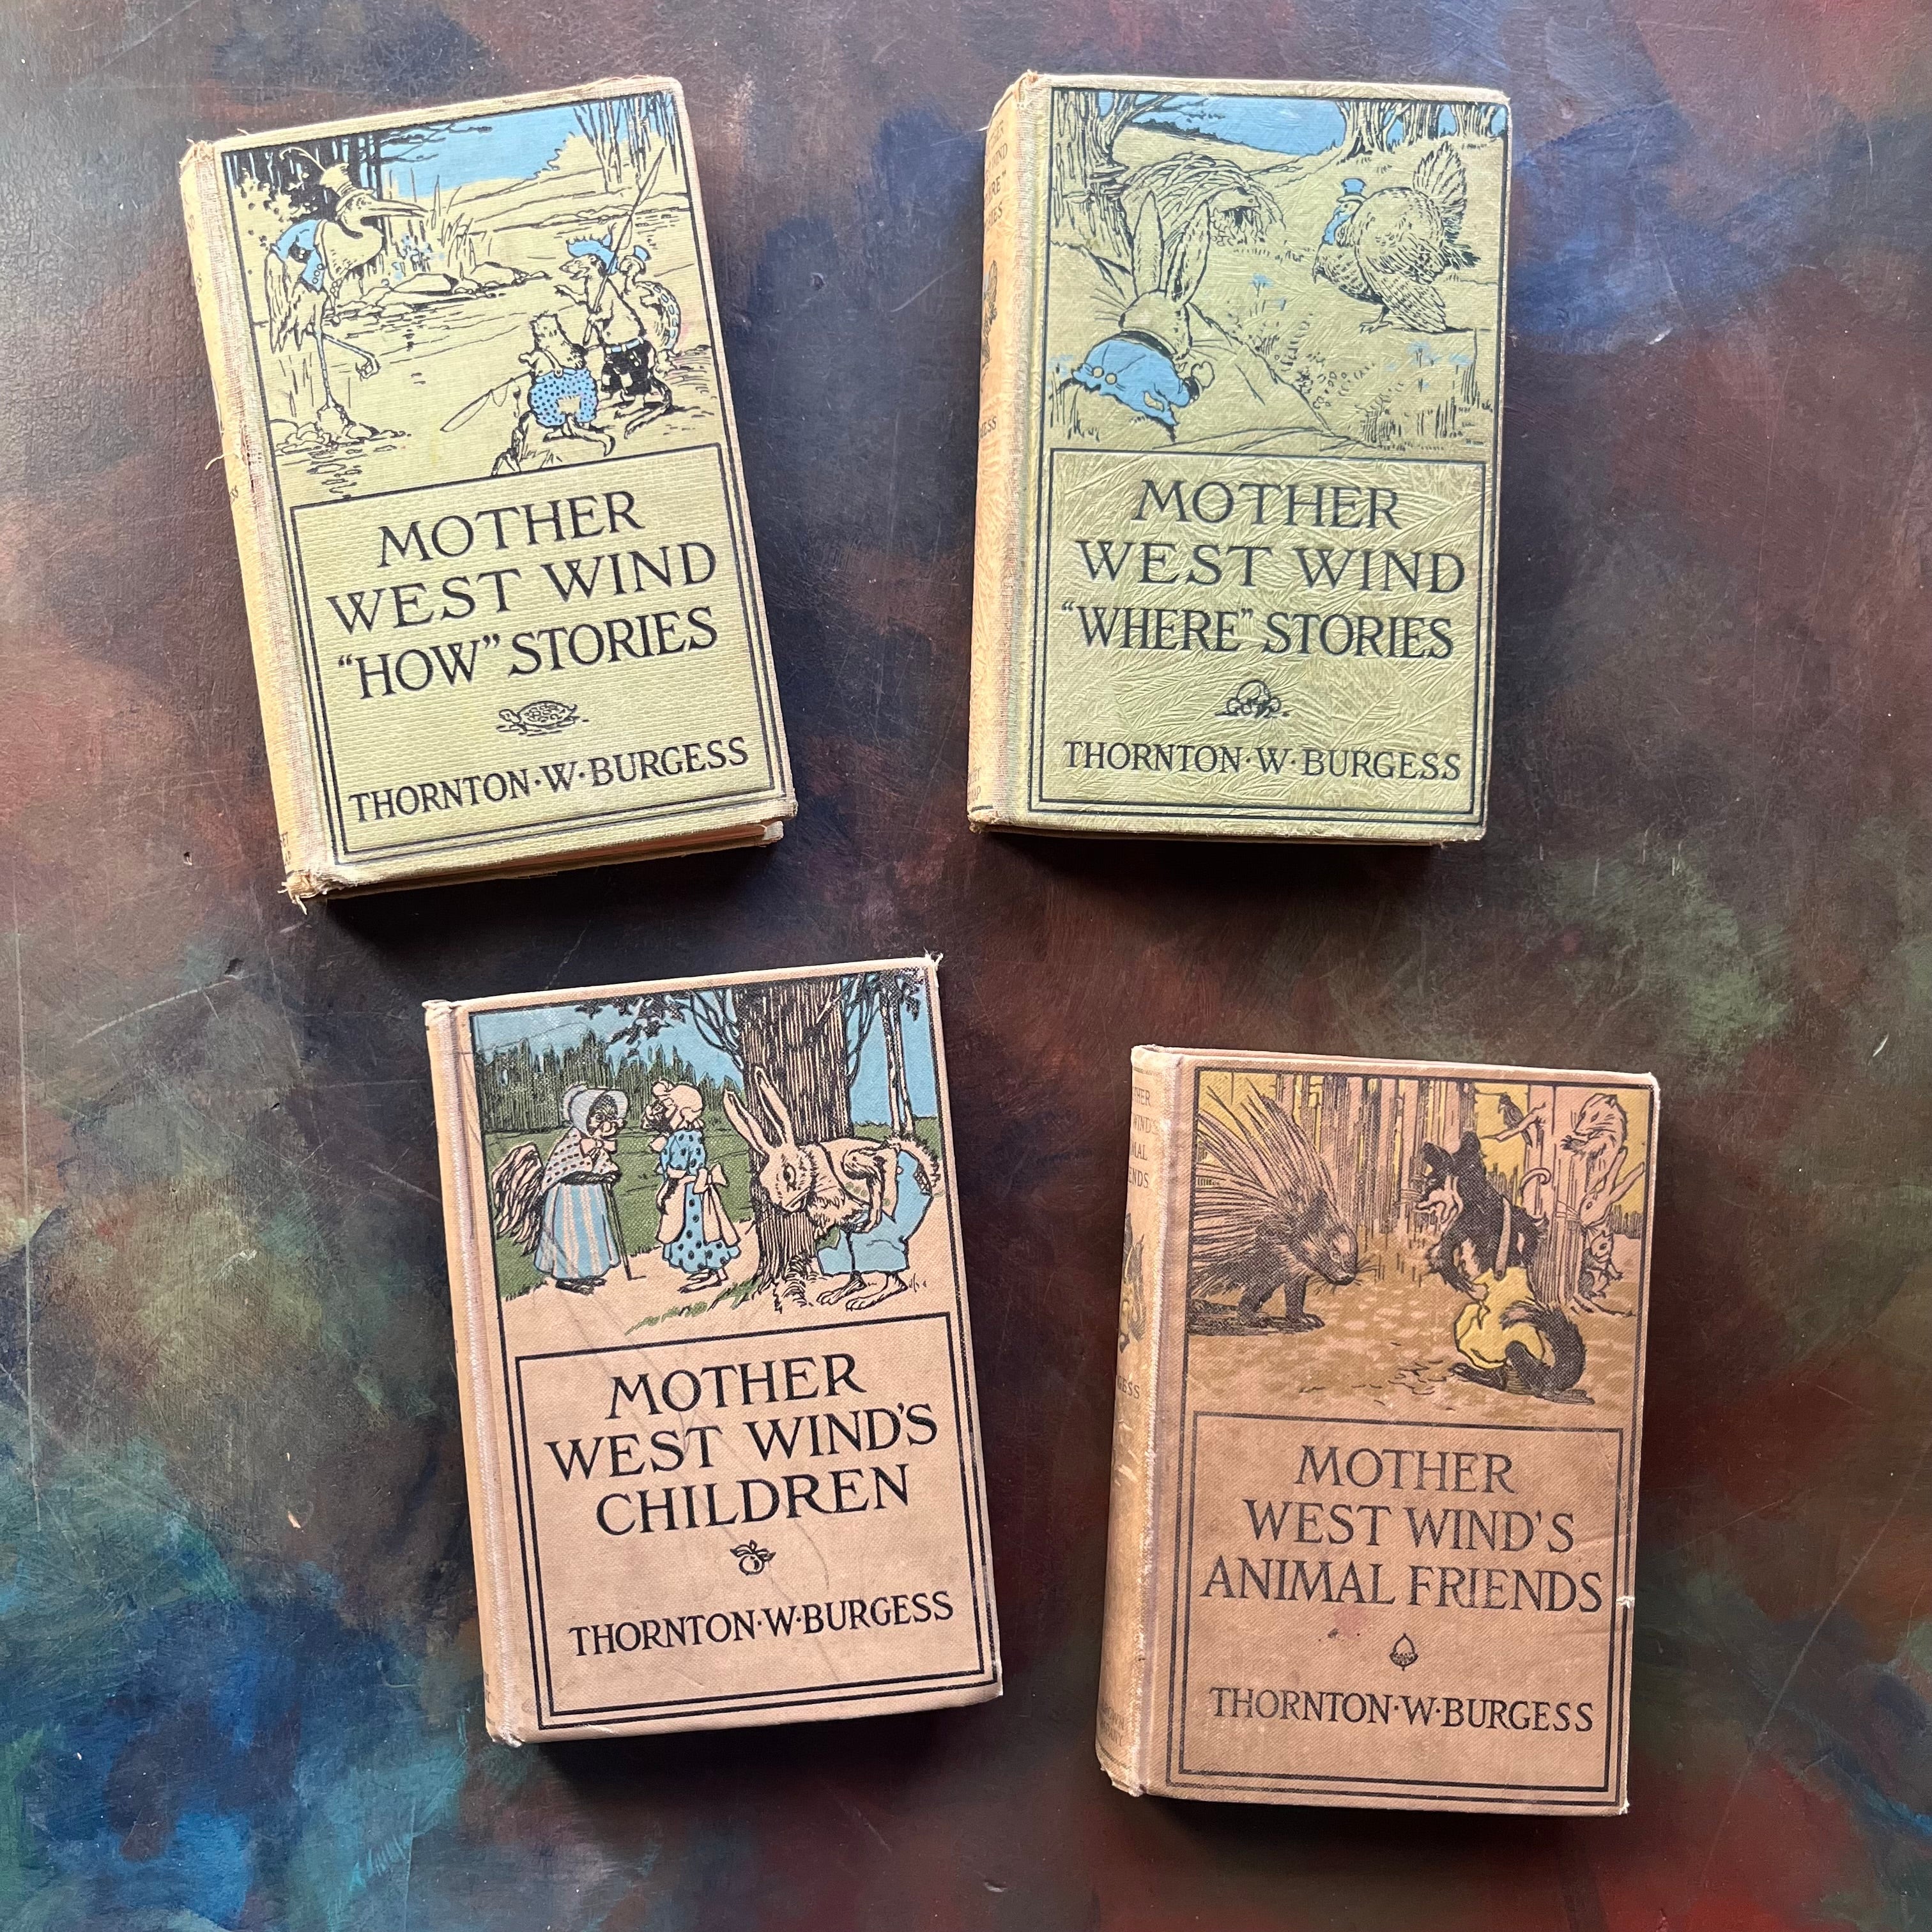 MOTHER
WEST WIND
"HOW" STORIES
THORNTON·W·BURGESS
MOTHER
WEST WIND
"WHERE" STORIES
THORNTON·W·BURGESS
MOTHER
WEST WIND'S
CHILDREN
THORNTON·W·BURGESS
MOTHER
WEST WIND'S
ANIMAL FRIENDS
THORNTON·W·BURGESS